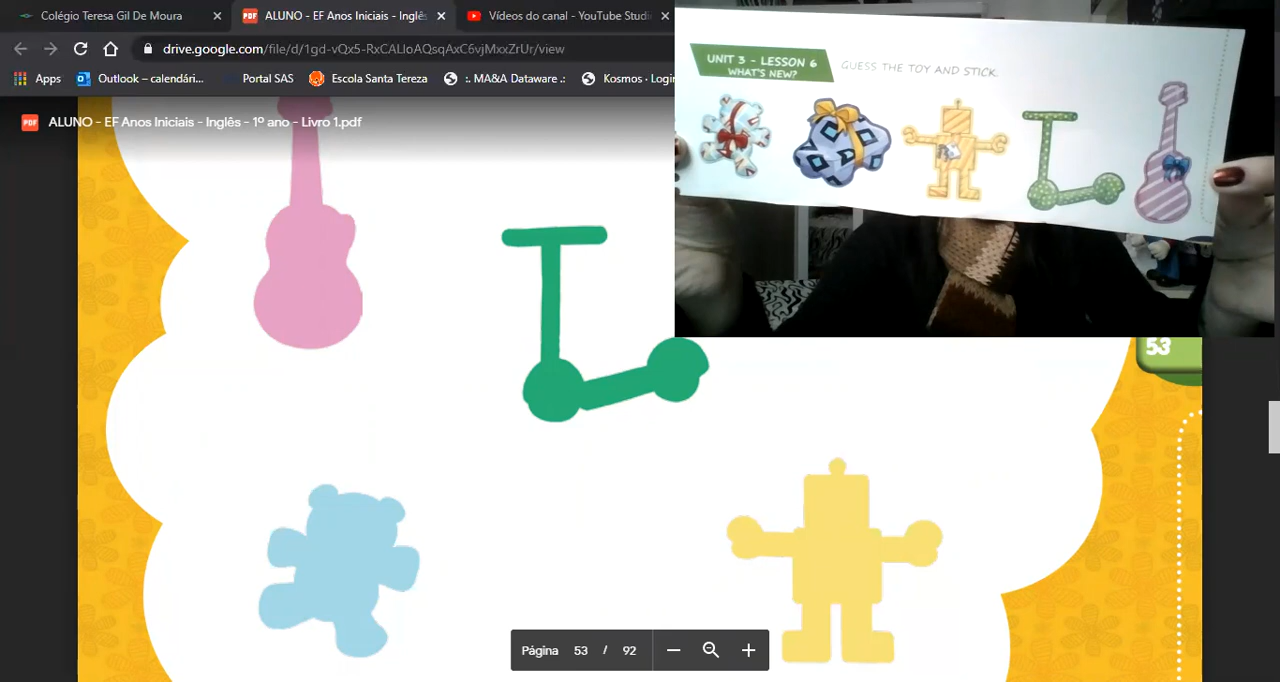 Colégio Teresa Gil De Moura
ALUNO - EF Anos Iniciais - Inglês
Vídeos do canal - YouTube Studi
drive.google.com/file/d/1gd-vQx5-RxCALIoAQsqAxC6vjMxxZrUr/view
Apps
Outlook – calendári...
Portal SAS
Escola Santa Tereza
:. MA&A Dataware .:
Kosmos · Login
PDF ALUNO - EF Anos Iniciais - Inglês - 1º ano - Livro 1.pdf
UNIT 3 - LESSON 6
WHAT'S NEW?
GUESS THE TOY AND STICK.
53
Página 53 / 92